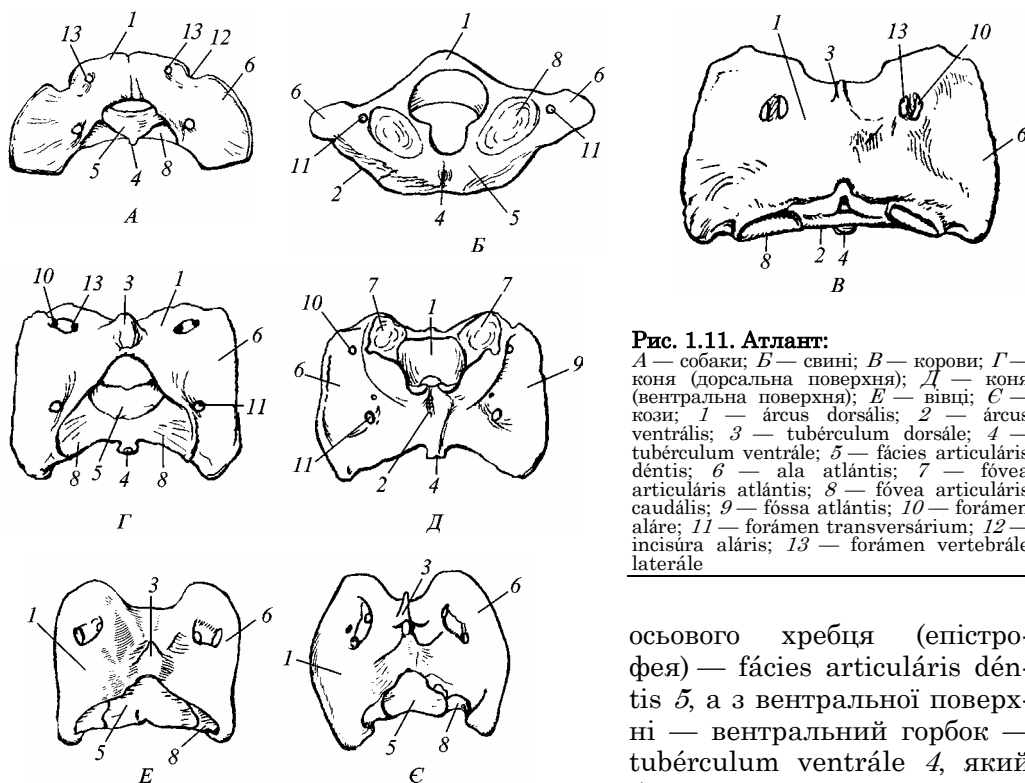 1
13
13
12
6
5
4
8
А
1
8
6
6
11
11
2
4
5
Б
1
3
13
10
6
8
2
4
В
10
13
3
1
6
11
8
5
4
8
Г
7
1
7
10
6
9
11
2
4
Д
3
1
6
5
8
Е
3
6
1
5
8
Є
Рис. 1.11. Атлант:
А — собаки; Б — свині; В — корови; Г —
коня (дорсальна поверхня); Д — коня
(вентральна поверхня); Е — вівці; Є —
кози; 1 — árcus dorsális; 2 — árcus
ventrális; 3 — tubérculum dorsále; 4 —
tubérculum ventrále; 5 — fácies articuláris
déntis; 6 — ala atlántis; 7 — fóvea
articuláris atlántis; 8 — fóvea articuláris
caudális; 9 — fóssa atlántis; 10 — forámen
aláre; 11 — forámen transversárium; 12 —
incisúra aláris; 13 — forámen vertebrále
laterále
осьового хребця (епістро-
фея) — fácies articuláris dén-
tis 5, а з вентральної поверх-
ні — вентральний горбок —
tubérculum ventrále 4, який